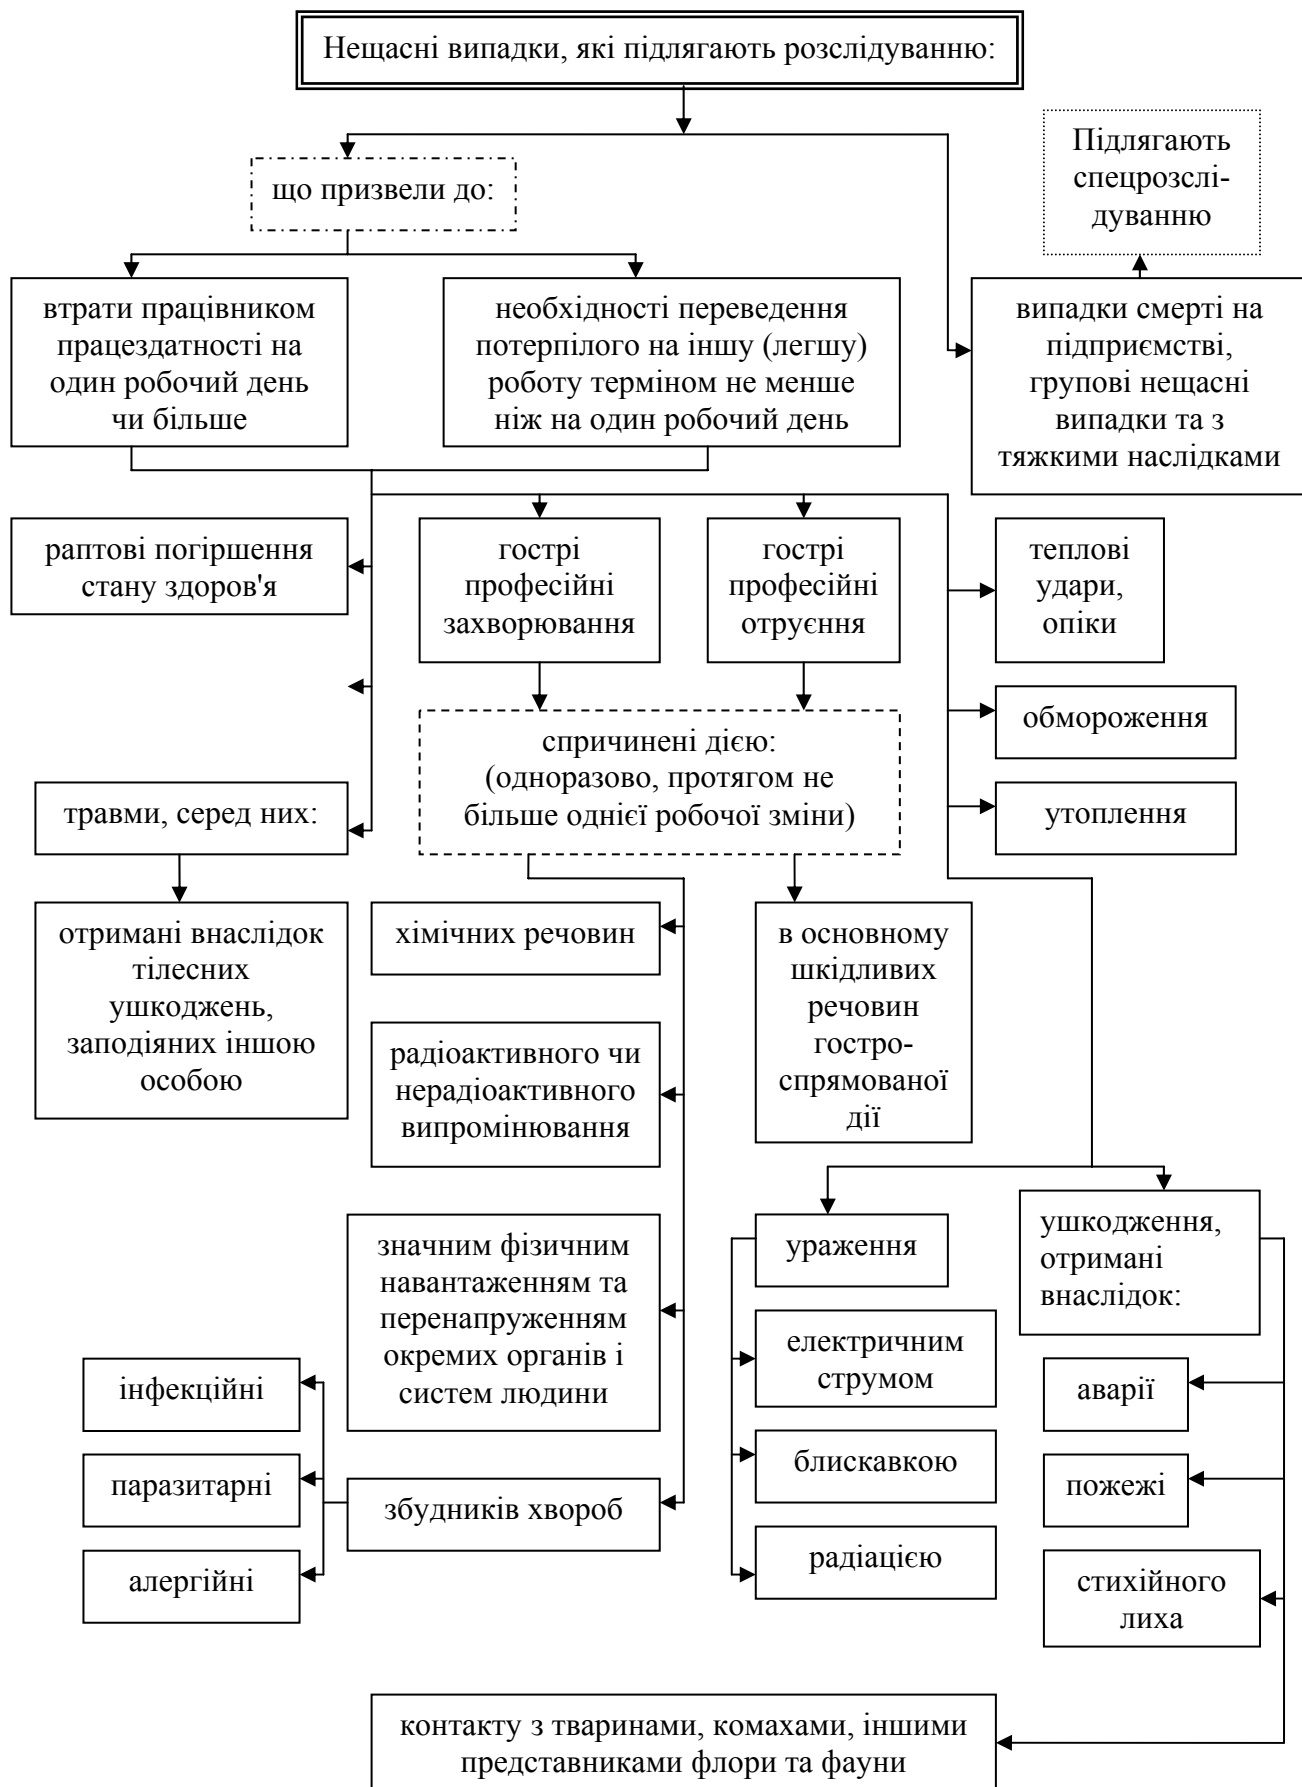 Нещасні випадки, які підлягають розслідуванню:
що призвели до:
Підлягають
спецрозслі-
дуванню
втрати працівником
працездатності на
один робочий день
чи більше
необхідності переведення
потерпілого на іншу (легшу)
роботу терміном не менше
ніж на один робочий день
випадки смерті на
підприємстві,
групові нещасні
випадки та з
тяжкими наслідками
раптові погіршення
стану здоров'я
гострі
професійні
захворювання
гострі
професійні
отруєння
теплові
удари,
опіки
обмороження
спричинені дією:
(одноразово, протягом не
більше однієї робочої зміни)
травми, серед них:
утоплення
отримані внаслідок
тілесних
ушкоджень,
заподіяних іншою
особою
хімічних речовин
в основному
шкідливих
речовин
гостро-
спрямованої
дії
радіоактивного чи
нерадіоактивного
випромінювання
значним фізичним
навантаженням та
перенапруженням
окремих органів і
систем людини
ураження
ушкодження,
отримані
внаслідок:
електричним
струмом
інфекційні
аварії
блискавкою
паразитарні
збудників хвороб
пожежі
радіацією
алергійні
стихійного
лиха
контакту з тваринами, комахами, іншими
представниками флори та фауни